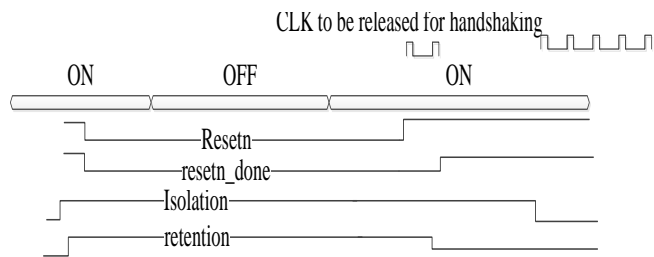 CLK to be released for handshaking
ON OFF ON
Resetn
resetn_done
Isolation
retention